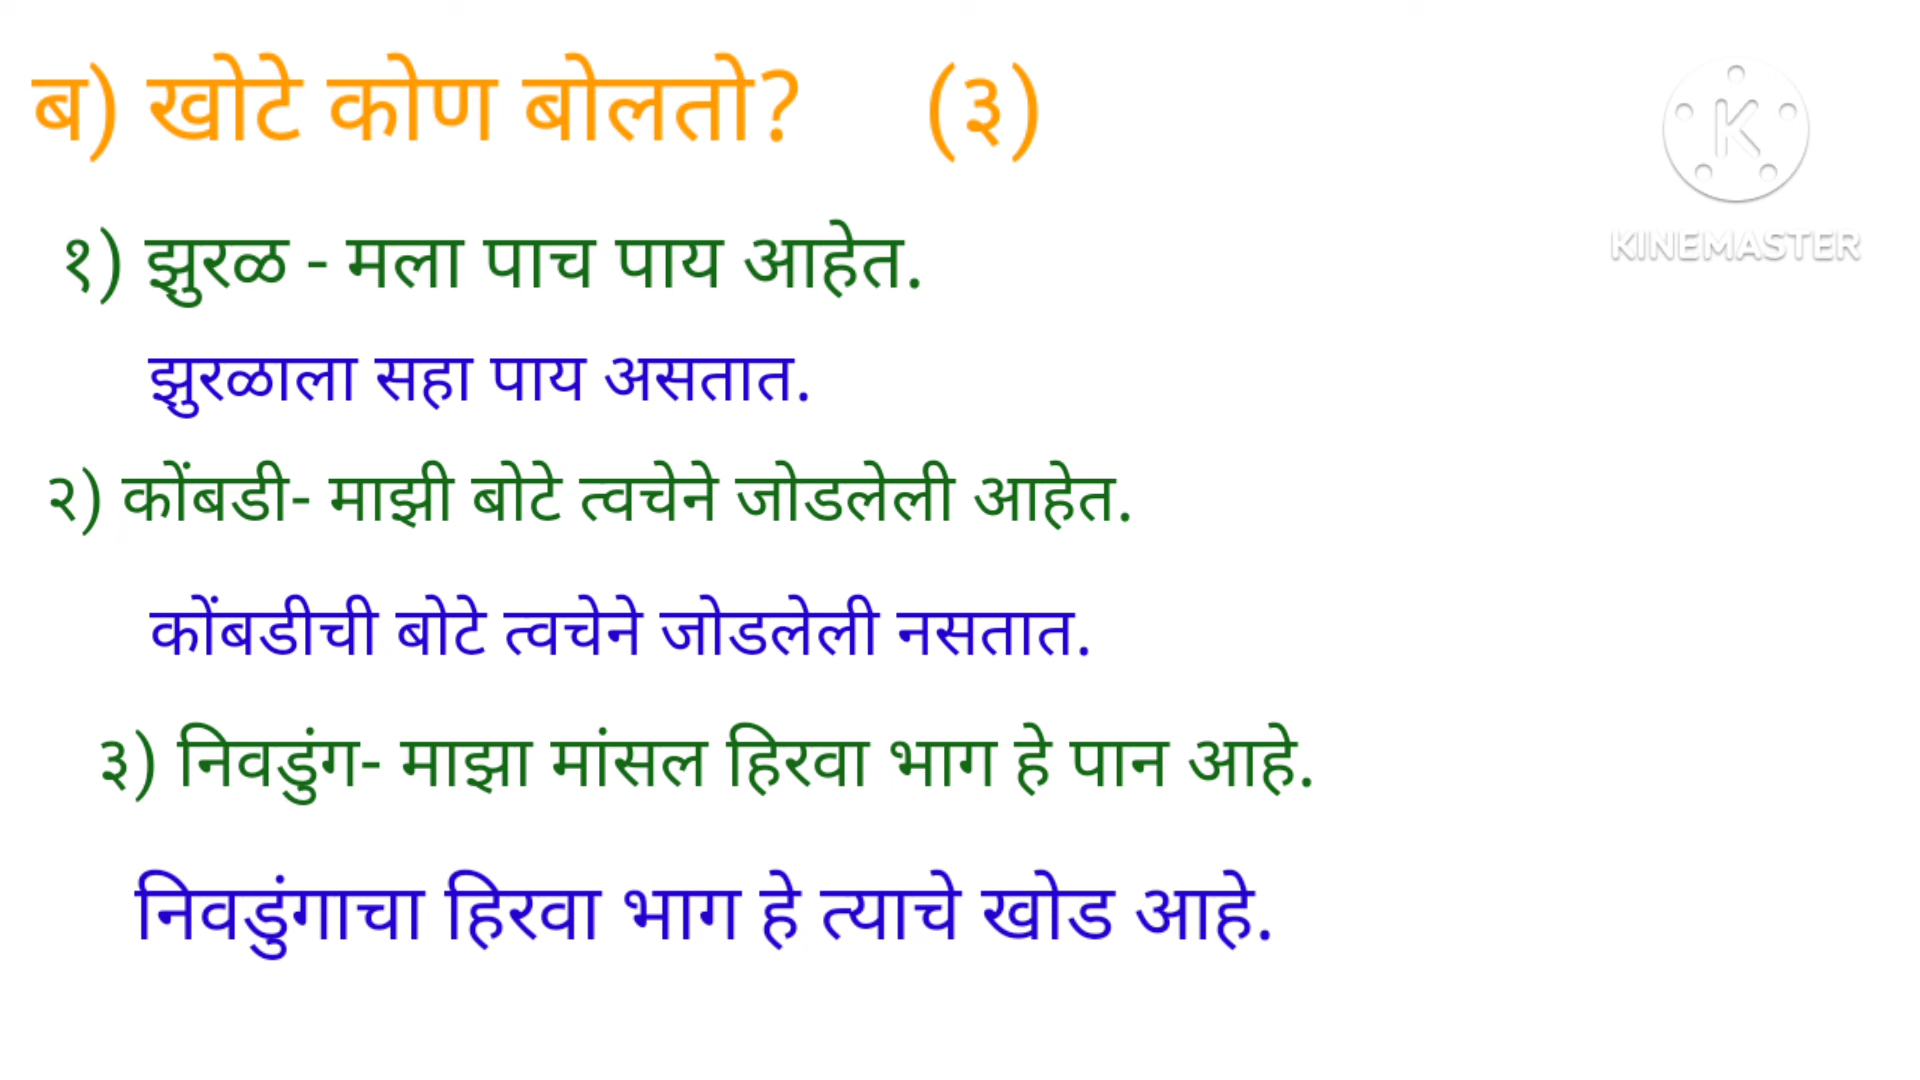 ब) खोटे कोण बोलतो? (३)
१) झुरळ - मला पाच पाय आहेत.
झुरळाला सहा पाय असतात.
२) कोंबडी- माझी बोटे त्वचेने जोडलेली आहेत.
कोंबडीची बोटे त्वचेने जोडलेली नसतात.
३) निवडुंग- माझा मांसल हिरवा भाग हे पान आहे.
निवडुंगाचा हिरवा भाग हे त्याचे खोड आहे.
K
KINEMASTER